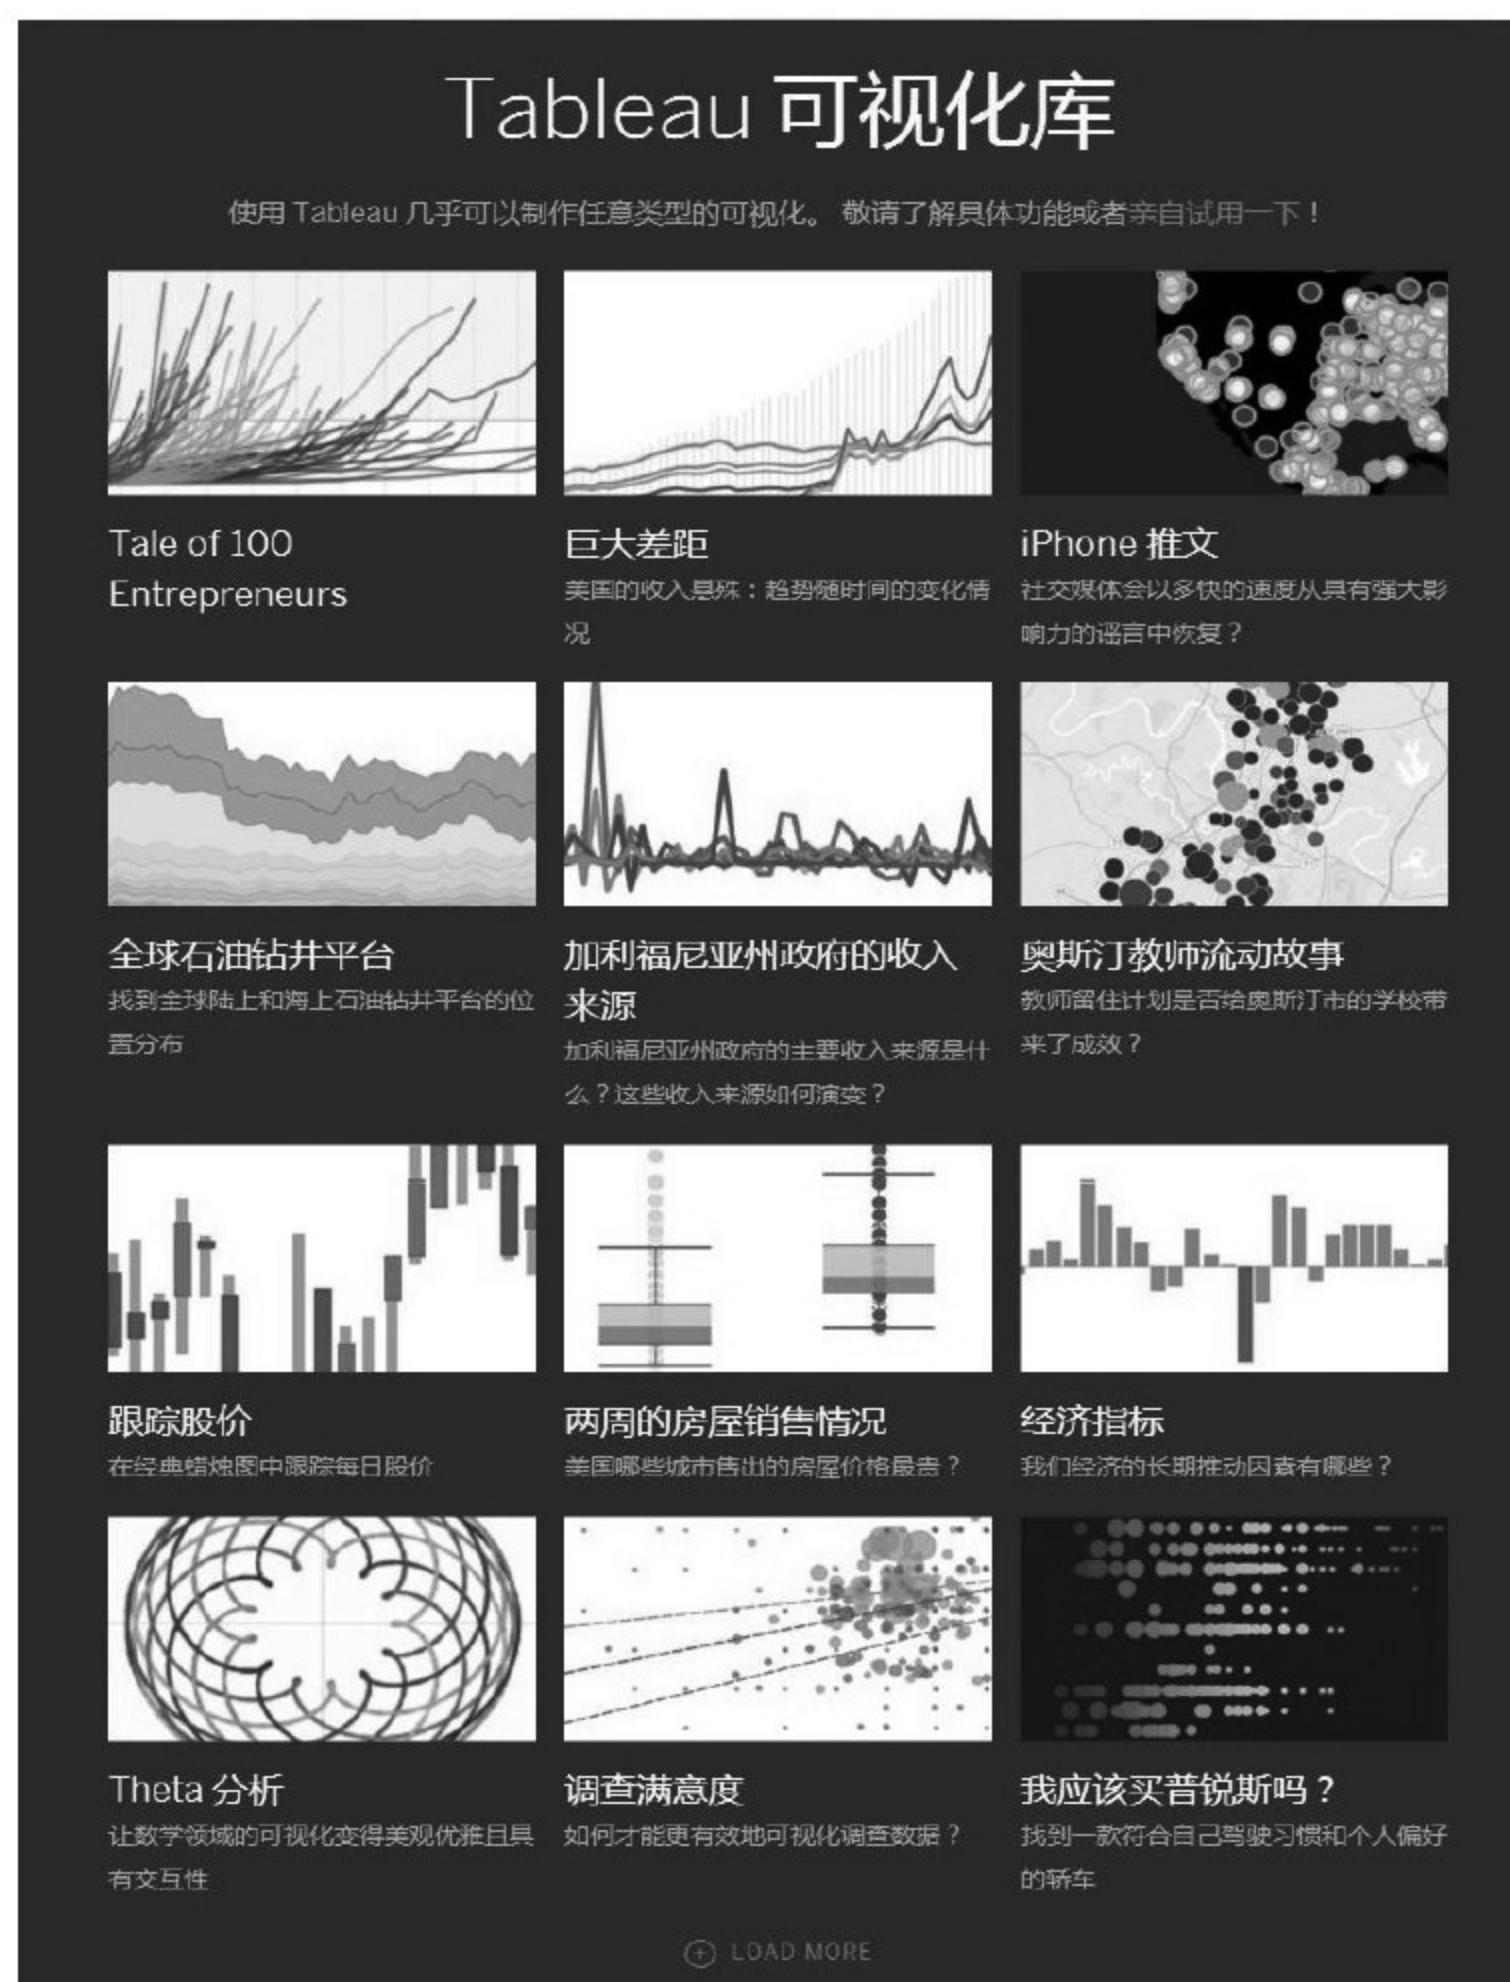 Tableau 可视化库
使用 Tableau 几乎可以制作任意类型的可视化。 敬请了解具体功能或者亲自试用一下！
Tale of 100
Entrepreneurs
巨大差距
美国的收入悬殊：趋势随时间的变化情
况
iPhone 推文
社交媒体会以多快的速度从具有强大影
响力的谣言中恢复？
全球石油钻井平台
找到全球陆上和海上石油钻井平台的位
置分布
加利福尼亚州政府的收入
来源
加利福尼亚州政府的主要收入来源是什
么？这些收入来源如何演变？
奥斯汀教师流动故事
教师留住计划是否给奥斯汀市的学校带
来了成效？
跟踪股价
在经典蜡烛图中跟踪每日股价
两周的房屋销售情况
美国哪些城市售出的房屋价格最贵？
经济指标
我们经济的长期推动因素有哪些？
Theta 分析
让数学领域的可视化变得美观优雅且具
有交互性
调查满意度
如何才能更有效地可视化调查数据？
我应该买普锐斯吗？
找到一款符合自己驾驶习惯和个人偏好
的轿车
LOAD MORE